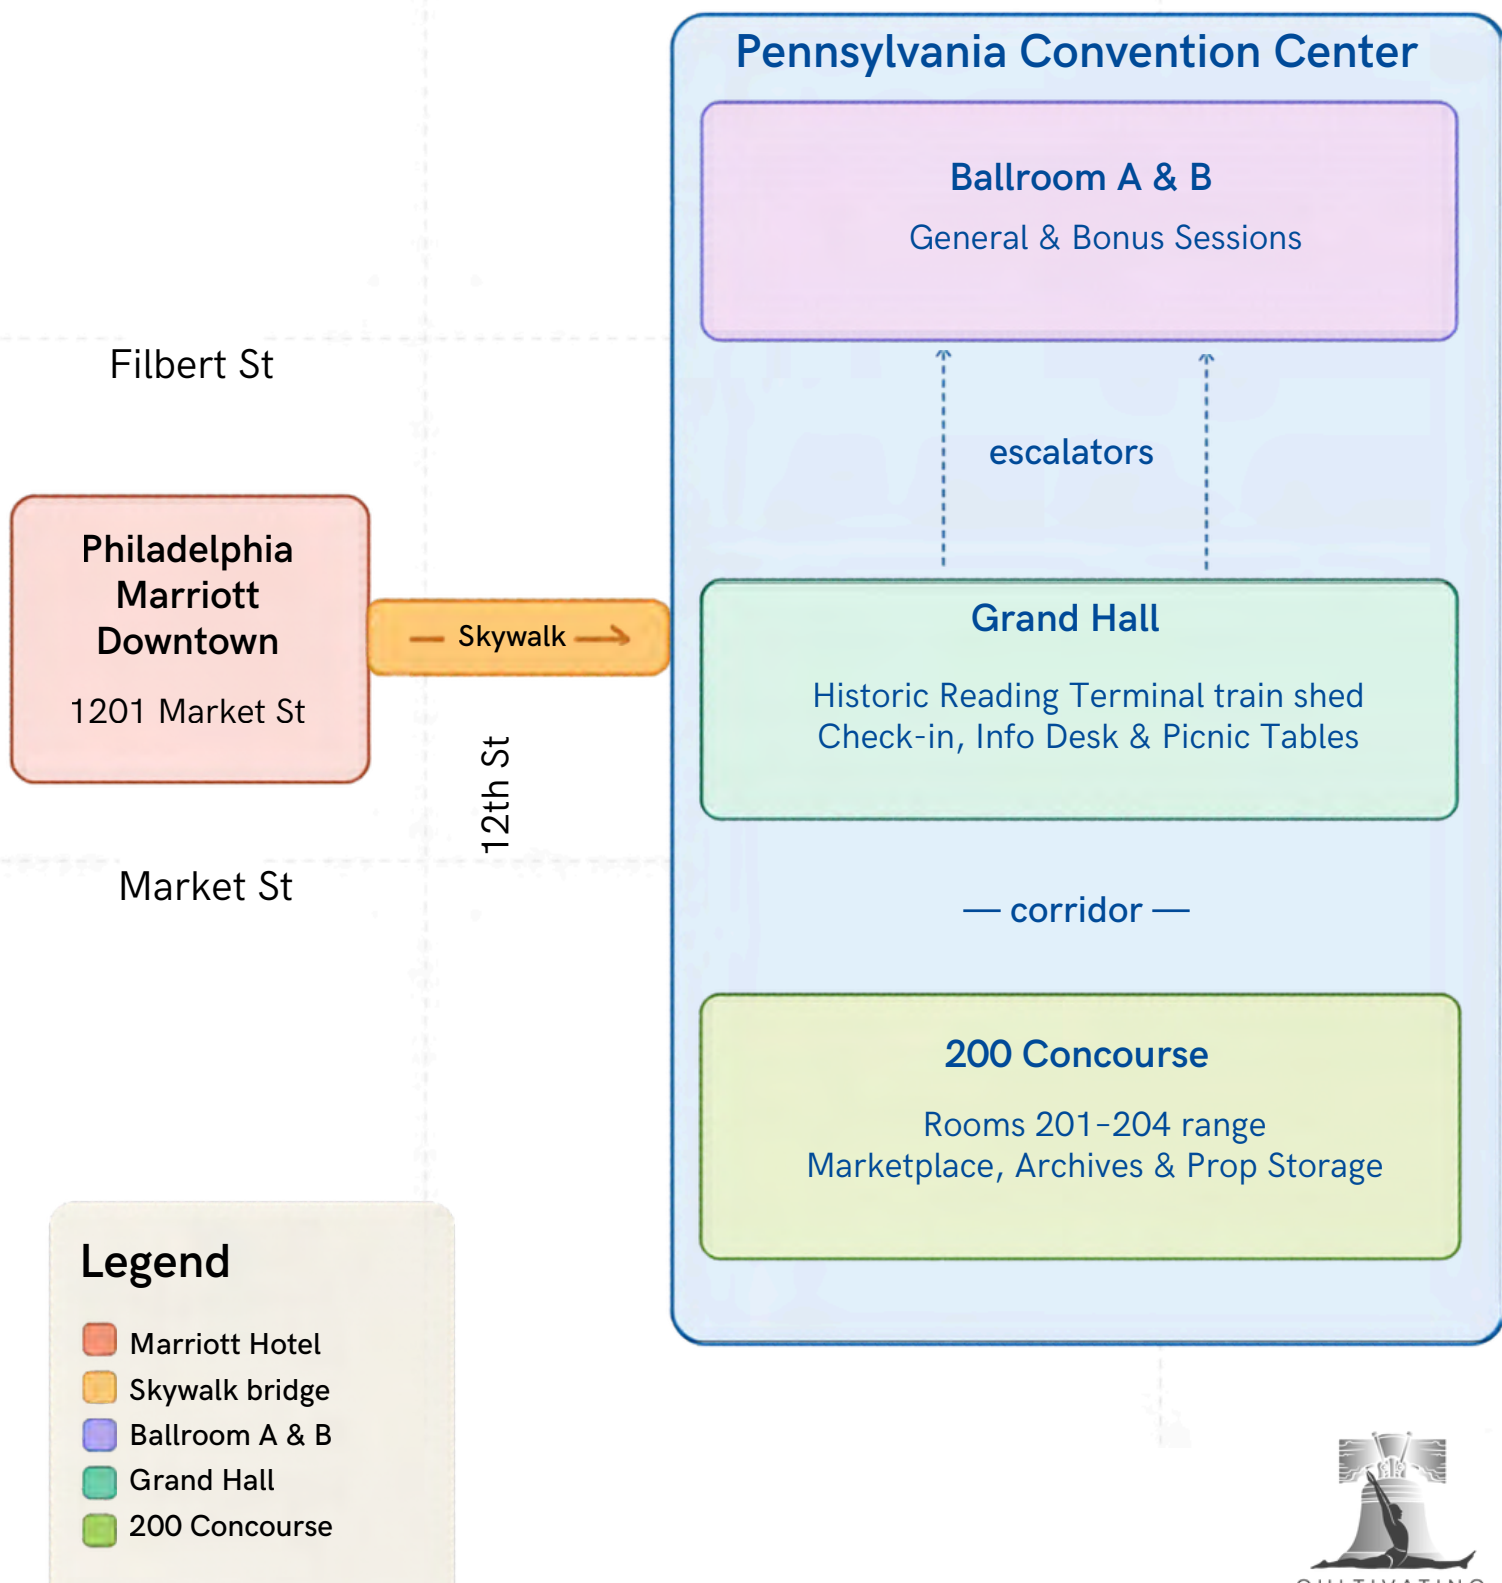 Pennsylvania Convention Center
Ballroom A & B
General & Bonus Sessions
Filbert St
escalators
Philadelphia
Marriott
Downtown
1201 Market St
— Skywalk →
Grand Hall
Historic Reading Terminal train shed
Check-in, Info Desk & Picnic Tables
12th St
Market St
— corridor —
200 Concourse
Rooms 201–204 range
Marketplace, Archives & Prop Storage
Legend
Marriott Hotel
Skywalk bridge
Ballroom A & B
Grand Hall
200 Concourse
CULTIVATING